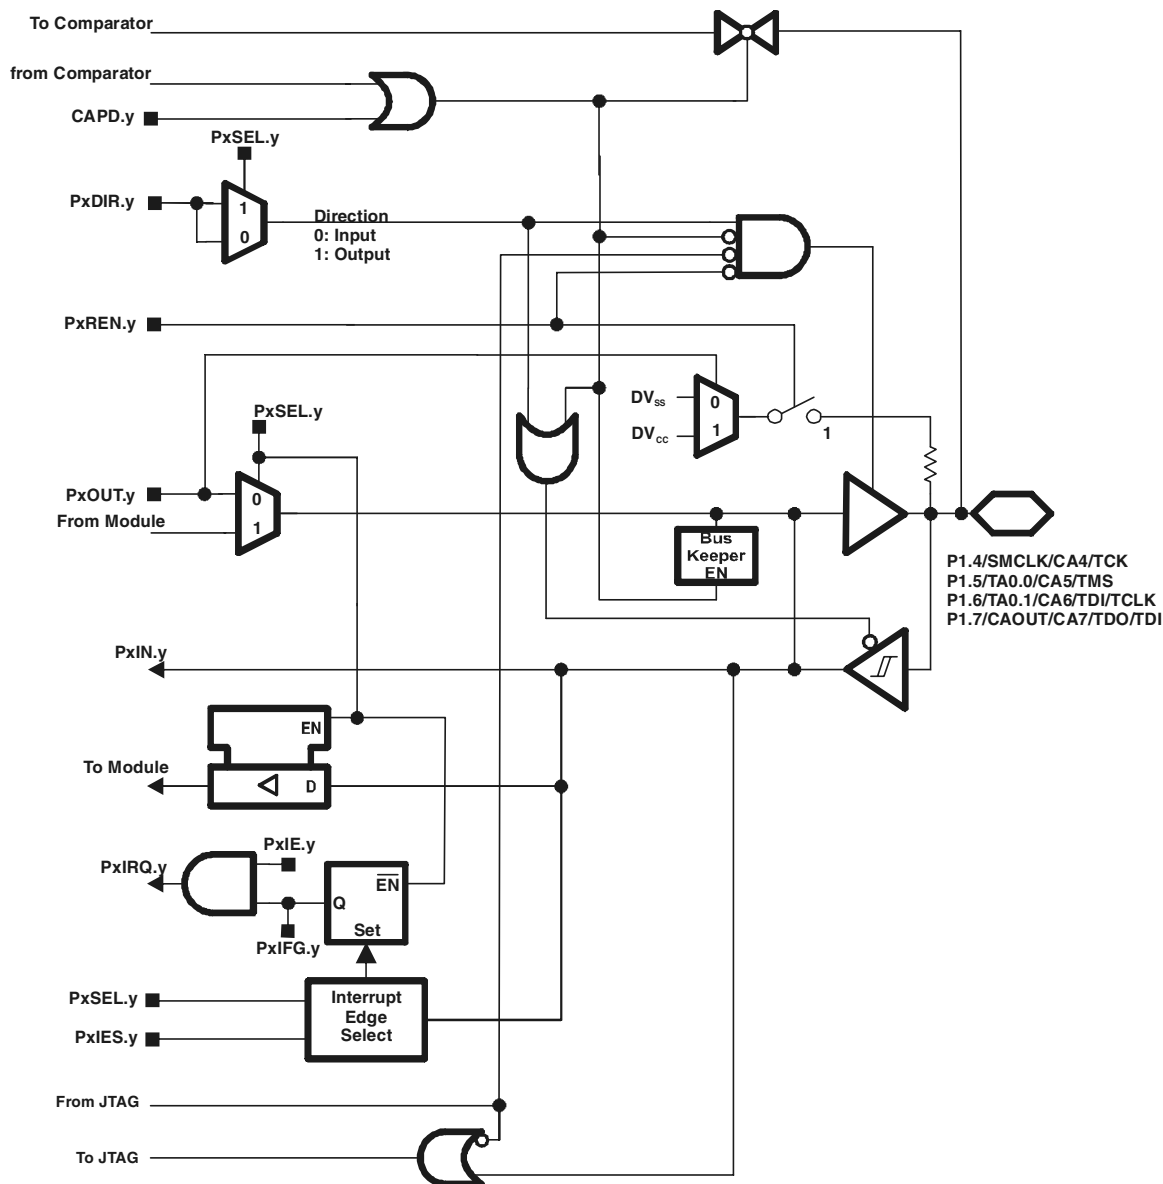 To Comparator
from Comparator
CAPD.y
PxSEL.y
PxDIR.y
1
0
Direction
0: Input
1: Output
PxREN.y
DVSS
0
DVCC
1
1
PxSEL.y
PxOUT.y
0
From Module
1
Bus
Keeper
EN
P1.4/SMCLK/CA4/TCK
P1.5/TA0.0/CA5/TMS
P1.6/TA0.1/CA6/TDI/TCLK
P1.7/CAOUT/CA7/TDO/TDI
PxIN.y
EN
To Module
D
PxIE.y
PxIRQ.y
EN
Q
Set
PxIFG.y
PxSEL.y
PxIES.y
Interrupt
Edge
Select
From JTAG
To JTAG